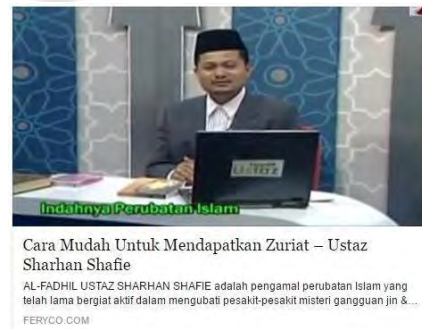 Indahnya Perubatan Islam
Cara Mudah Untuk Mendapatkan Zuriat – Ustaz
Sharhan Shafie
AL-FADHIL USTAZ SHARHAN SHAFIE adalah pengamal perubatan Islam yang
telah lama bergiat aktif dalam mengubati pesakit-pesakit misteri gangguan jin &...
FERYCO.COM